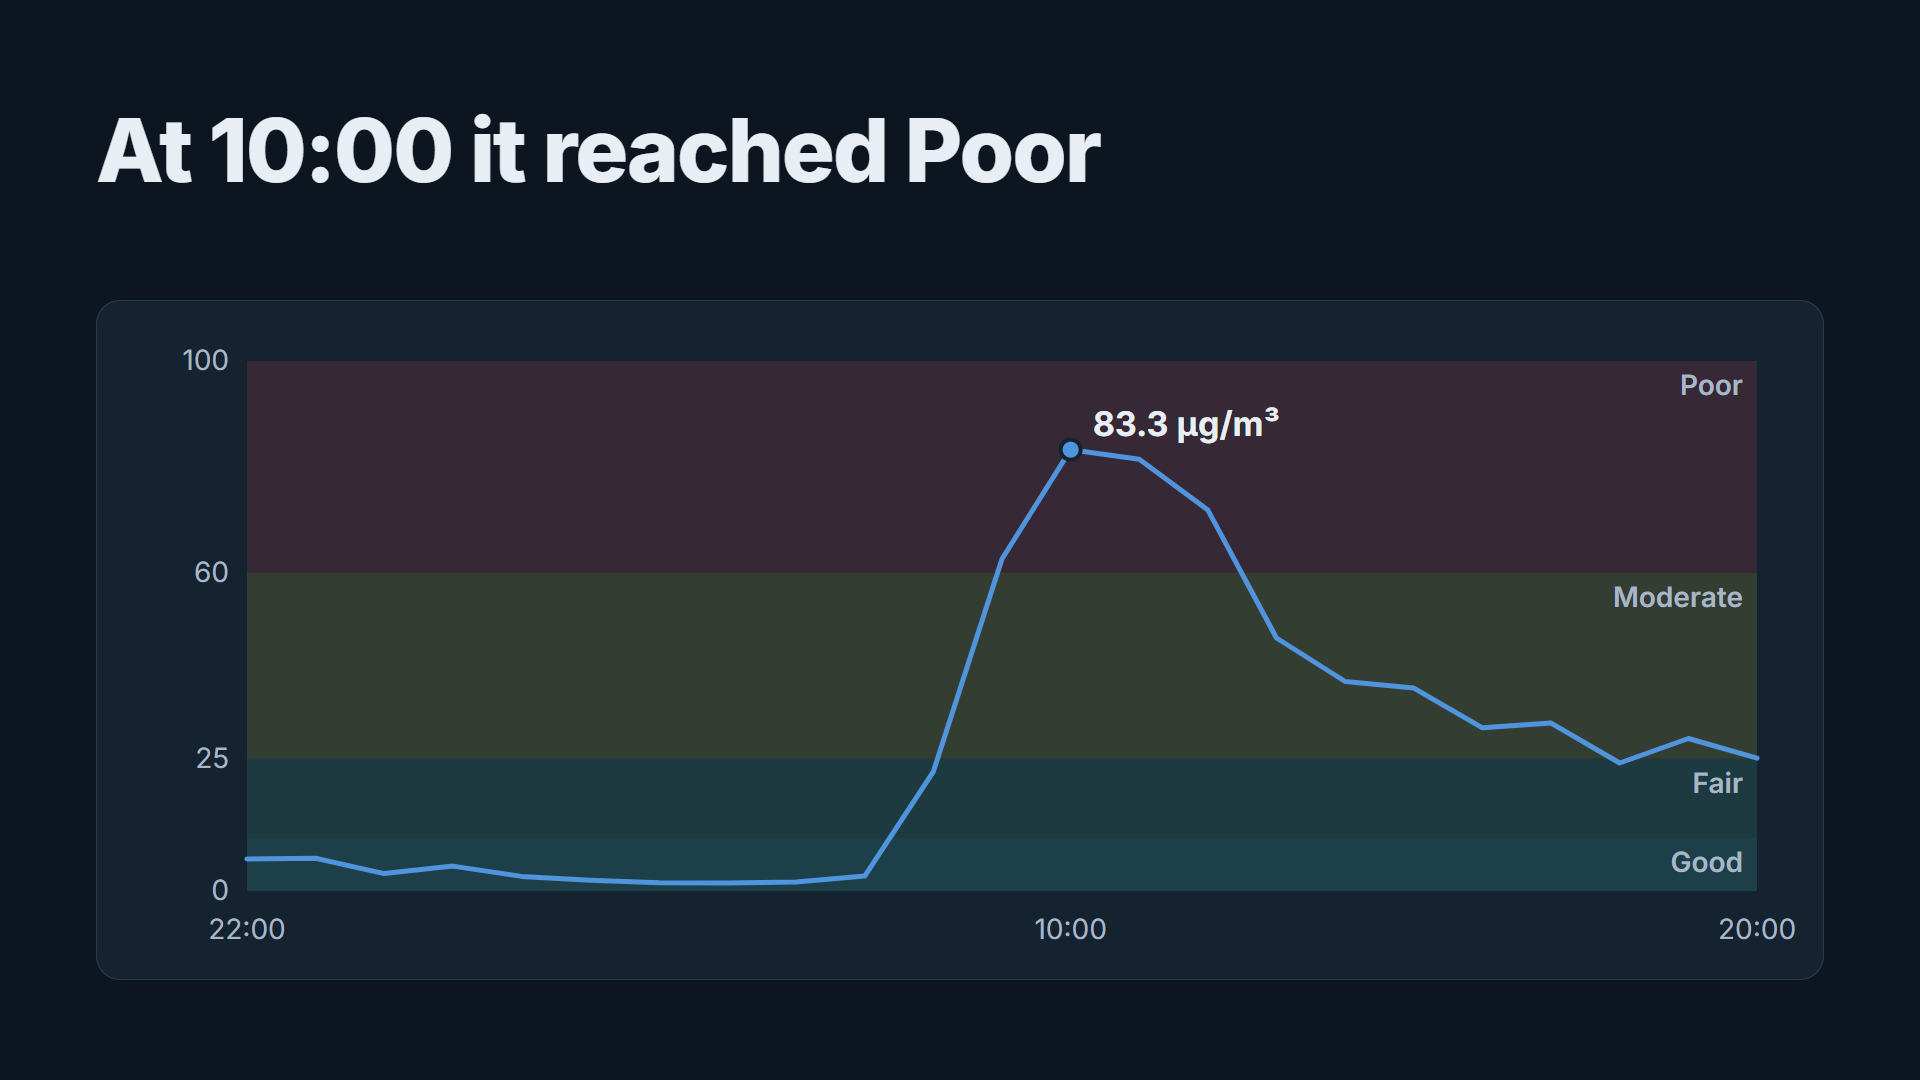 At 10:00 it reached Poor
100
Poor
83.3 µg/m³
60
Moderate
25
Fair
Good
0
22:00
10:00
20:00